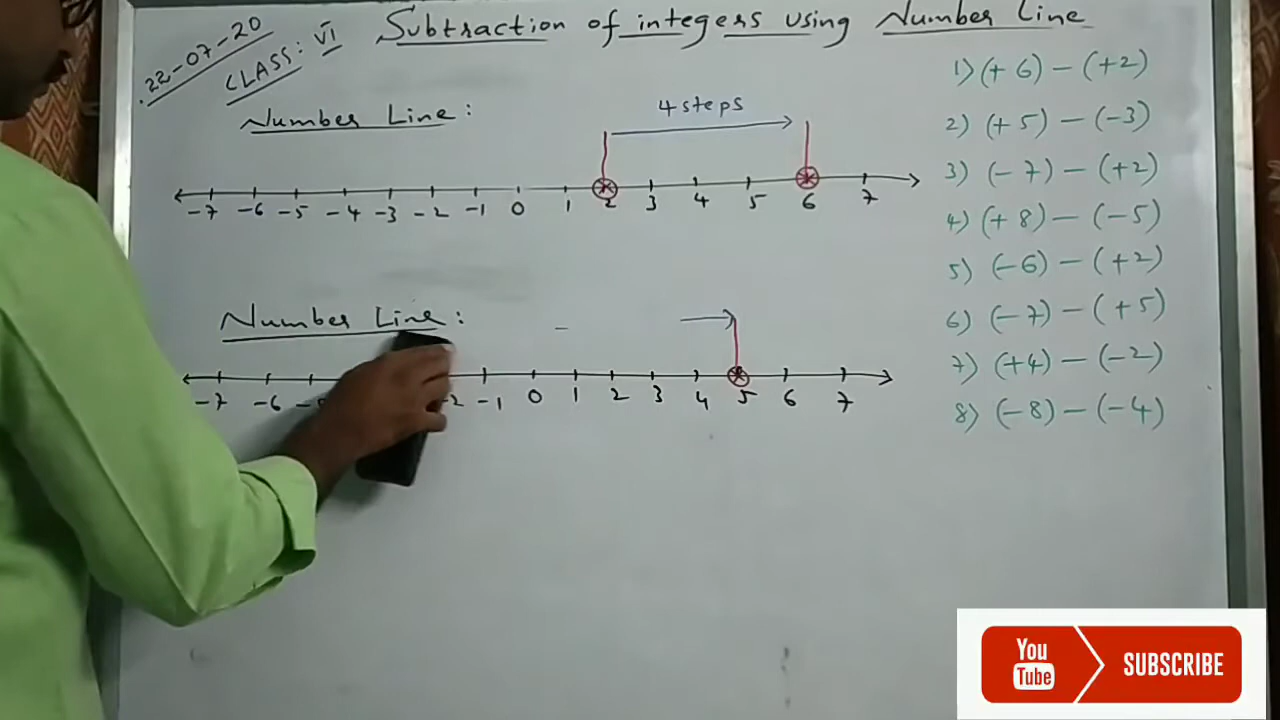 22-07-20
CLASS: VI
Subtraction of integers using Number Line
Number Line:
4 steps
-7 -6 -5 -4 -3 -2 -1 0 1 2 3 4 5 6 7
Number Line:
-7 -6 -2 -1 0 1 2 3 4 5 6 7
1) (+6) - (+2)
2) (+5) - (-3)
3) (-7) - (+2)
4) (+8) - (-5)
5) (-6) - (+2)
6) (-7) - (+5)
7) (+4) - (-2)
8) (-8) - (-4)
You
Tube
SUBSCRIBE